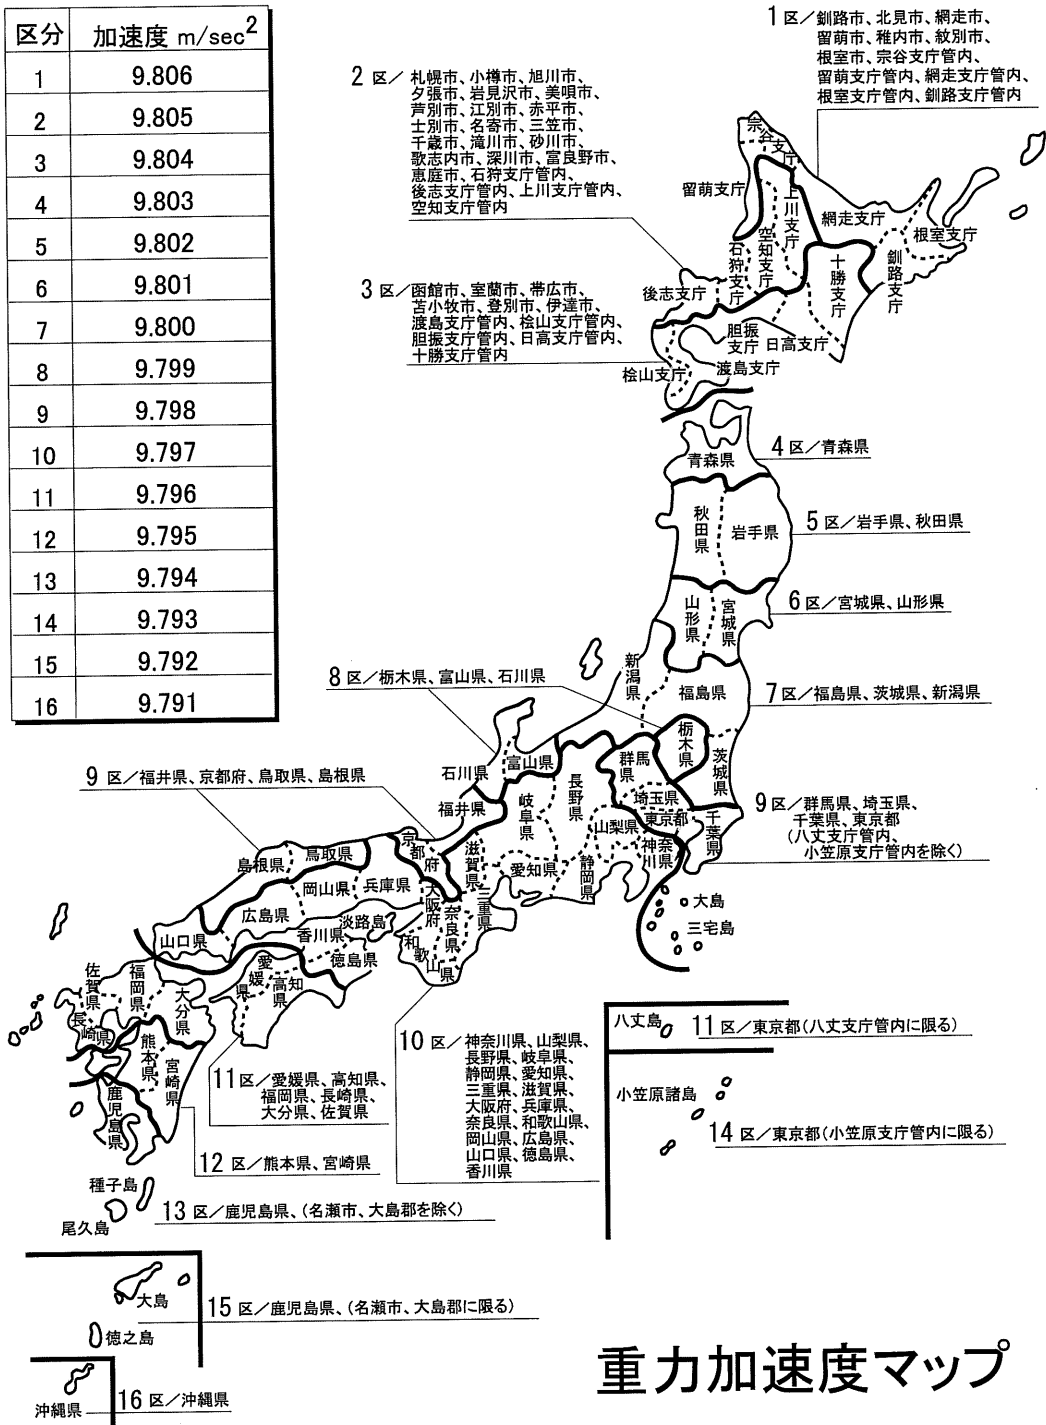 区分 加速度 m/sec2
1 9.806
2 9.805
3 9.804
4 9.803
5 9.802
6 9.801
7 9.800
8 9.799
9 9.798
10 9.797
11 9.796
12 9.795
13 9.794
14 9.793
15 9.792
16 9.791
1 区／釧路市、北見市、網走市、
留萌市、稚内市、紋別市、
根室市、宗谷支庁管内、
留萌支庁管内、網走支庁管内、
根室支庁管内、釧路支庁管内
2 区／札幌市、小樽市、旭川市、
夕張市、岩見沢市、美唄市、
芦別市、江別市、赤平市、
士別市、名寄市、三笠市、
千歳市、滝川市、砂川市、
歌志内市、深川市、富良野市、
恵庭市、石狩支庁管内、
後志支庁管内、上川支庁管内、
空知支庁管内
3 区／函館市、室蘭市、帯広市、
苫小牧市、登別市、伊達市、
渡島支庁管内、桧山支庁管内、
胆振支庁管内、日高支庁管内、
十勝支庁管内
宗谷支庁
留萌支庁
上川支庁
網走支庁
根室支庁
空知支庁
石狩支庁
十勝支庁
釧路支庁
後志支庁
胆振
支庁
日高支庁
渡島支庁
桧山支庁
青森県
4 区／青森県
秋田県
岩手県
5 区／岩手県、秋田県
山形県
宮城県
6 区／宮城県、山形県
新潟県
福島県
7 区／福島県、茨城県、新潟県
8 区／栃木県、富山県、石川県
栃木県
茨城県
群馬
県
富山県
石川県
長野県
岐阜県
埼玉県
東京都
千葉県
山梨県
神奈
川県
静岡県
愛知県
9 区／福井県、京都府、鳥取県、島根県
9 区／群馬県、埼玉県、
千葉県、東京都
(八丈支庁管内、
小笠原支庁管内を除く)
福井県
京都府
滋賀県
三重県
大阪府
奈良県
和歌山県
兵庫県
鳥取県
島根県
岡山県
広島県
山口県
淡路島
香川県
徳島県
愛媛県
高知
県
大島
三宅島
佐賀県
福岡県
大分県
長崎県
熊本県
宮崎県
鹿児島県
10 区／神奈川県、山梨県、
長野県、岐阜県、
静岡県、愛知県、
三重県、滋賀県、
大阪府、兵庫県、
奈良県、和歌山県、
岡山県、広島県、
山口県、徳島県、
香川県
11 区／愛媛県、高知県、
福岡県、長崎県、
大分県、佐賀県
12 区／熊本県、宮崎県
種子島
尾久島
13 区／鹿児島県、(名瀬市、大島郡を除く)
八丈島
11 区／東京都(八丈支庁管内に限る)
小笠原諸島
14 区／東京都(小笠原支庁管内に限る)
大島
徳之島
15 区／鹿児島県、(名瀬市、大島郡に限る)
沖縄県
16 区／沖縄県
重力加速度マップ